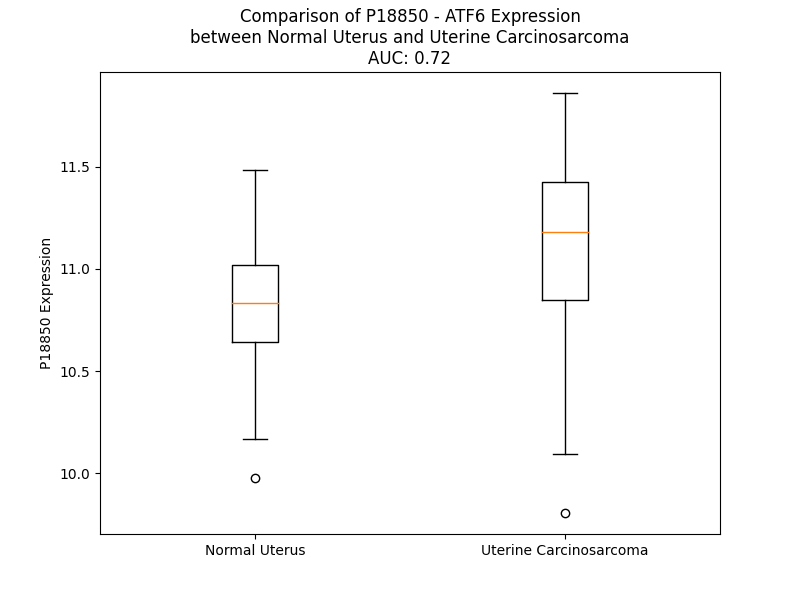 Comparison of P18850 - ATF6 Expression
between Normal Uterus and Uterine Carcinosarcoma
AUC: 0.72
11.5
11.0
10.5
10.0
P18850 Expression
Normal Uterus
Uterine Carcinosarcoma